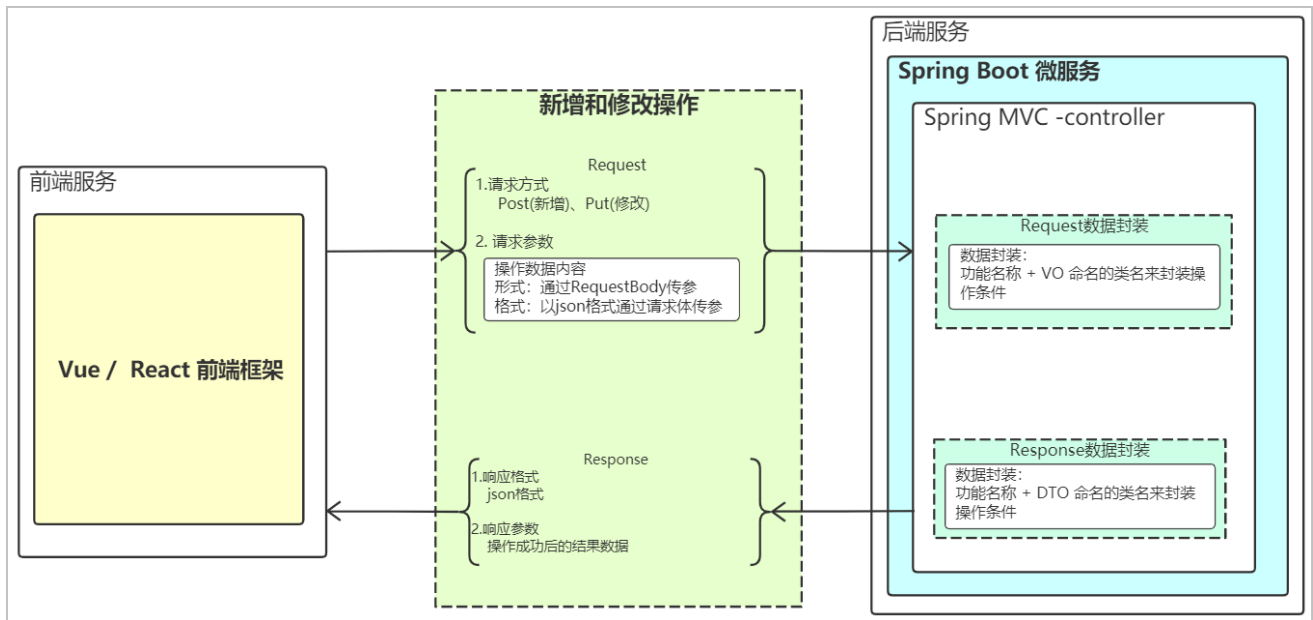 前端服务
Vue / React 前端框架
新增和修改操作
Request
1.请求方式
Post(新增)、Put(修改)
2. 请求参数
操作数据内容
形式：通过RequestBody传参
格式：以json格式通过请求体传参
Response
1.响应格式
json格式
2.响应参数
操作成功后的结果数据
后端服务
Spring Boot 微服务
Spring MVC -controller
Request数据封装
数据封装：
功能名称 + VO 命名的类名来封装操
作条件
Response数据封装
数据封装：
功能名称 + DTO 命名的类名来封装
操作条件